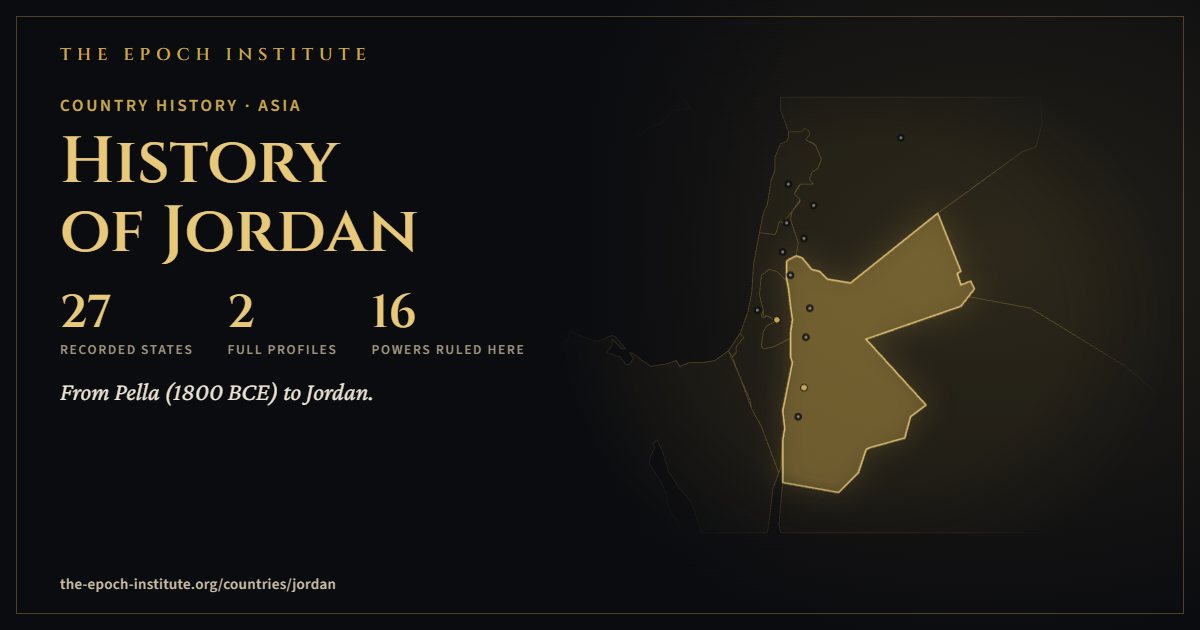 THE EPOCH INSTITUTE
COUNTRY HISTORY · ASIA
HISTORY
OF JORDAN
27 2 16
RECORDED STATES FULL PROFILES POWERS RULED HERE
From Pella (1800 BCE) to Jordan.
the-epoch-institute.org/countries/jordan